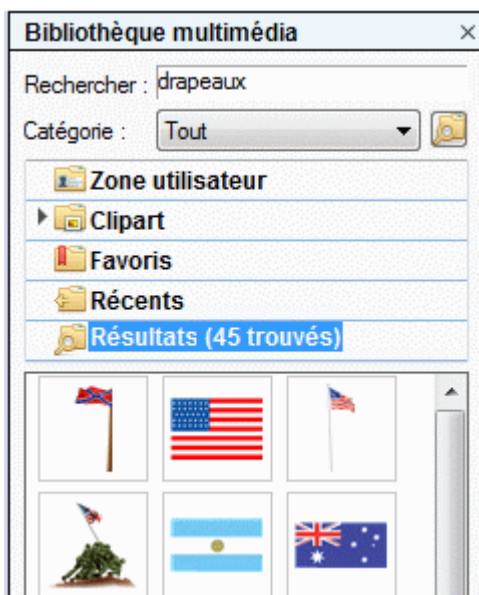 Bibliothèque multimédia
Rechercher : drapeaux
Catégorie : Tout
Zone utilisateur
Clipart
Favoris
Récents
Résultats (45 trouvés)